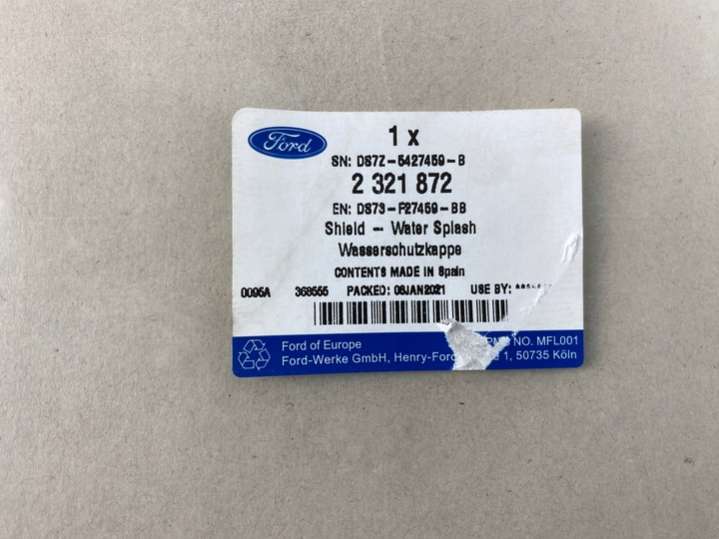 Ford
1 x
SN: DS7Z-5427459-B
2 321 872
EN: DS73-F27459-BB
Shield - Water Splash
Wasserschutzkappe
CONTENTS MADE IN Spain
0095A 368555 PACKED: 06JAN2021 USE BY:
Ford of Europe NO. MFL001
Ford-Werke GmbH, Henry-Ford 1, 50735 Köln